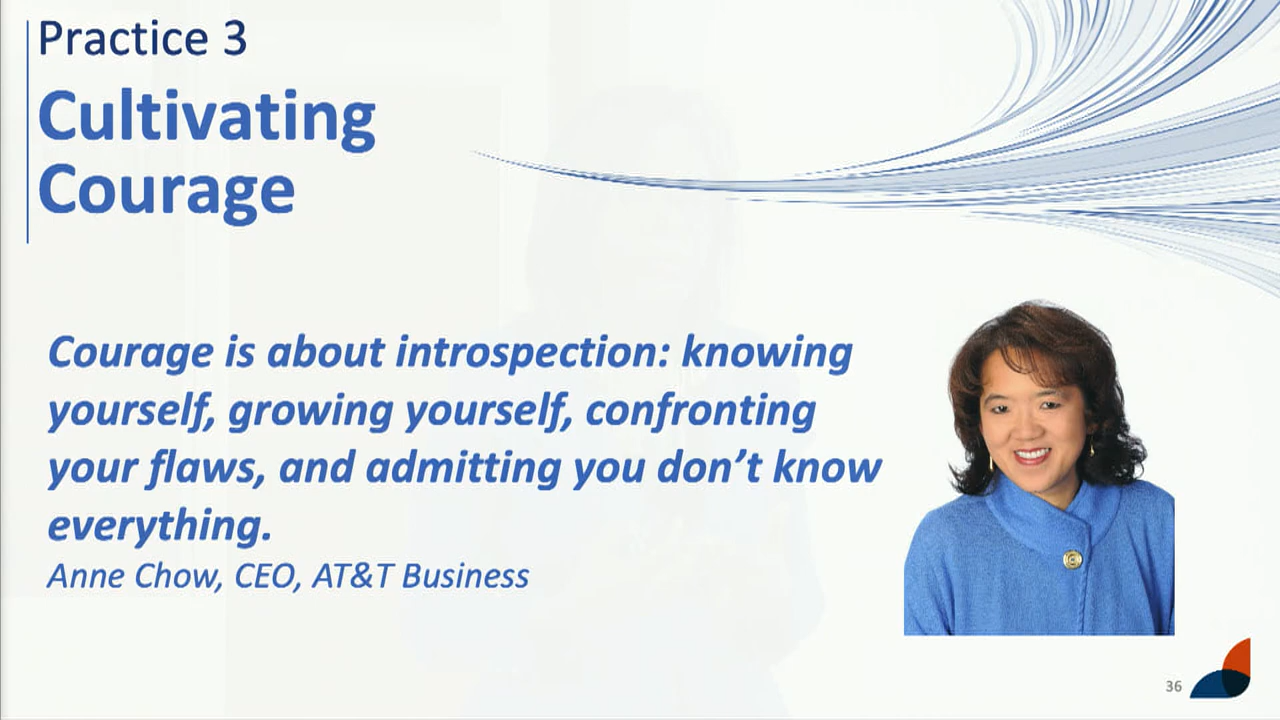 Practice 3
Cultivating
Courage
Courage is about introspection: knowing
yourself, growing yourself, confronting
your flaws, and admitting you don’t know
everything.
Anne Chow, CEO, AT&T Business
36